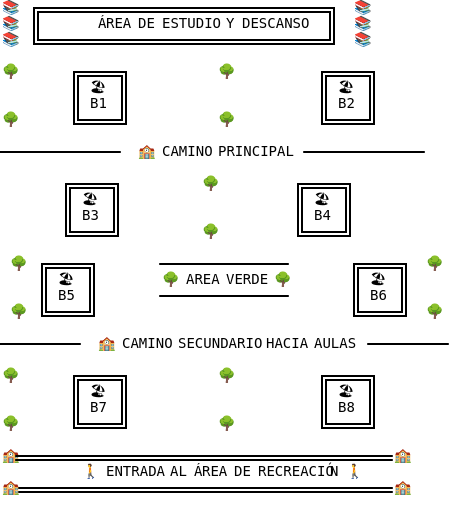 ÁREA DE ESTUDIO Y DESCANSO
B1 B2
CAMINO PRINCIPAL
B3 B4
AREA VERDE
B5 B6
CAMINO SECUNDARIO HACIA AULAS
B7 B8
ENTRADA AL ÁREA DE RECREACIÓN